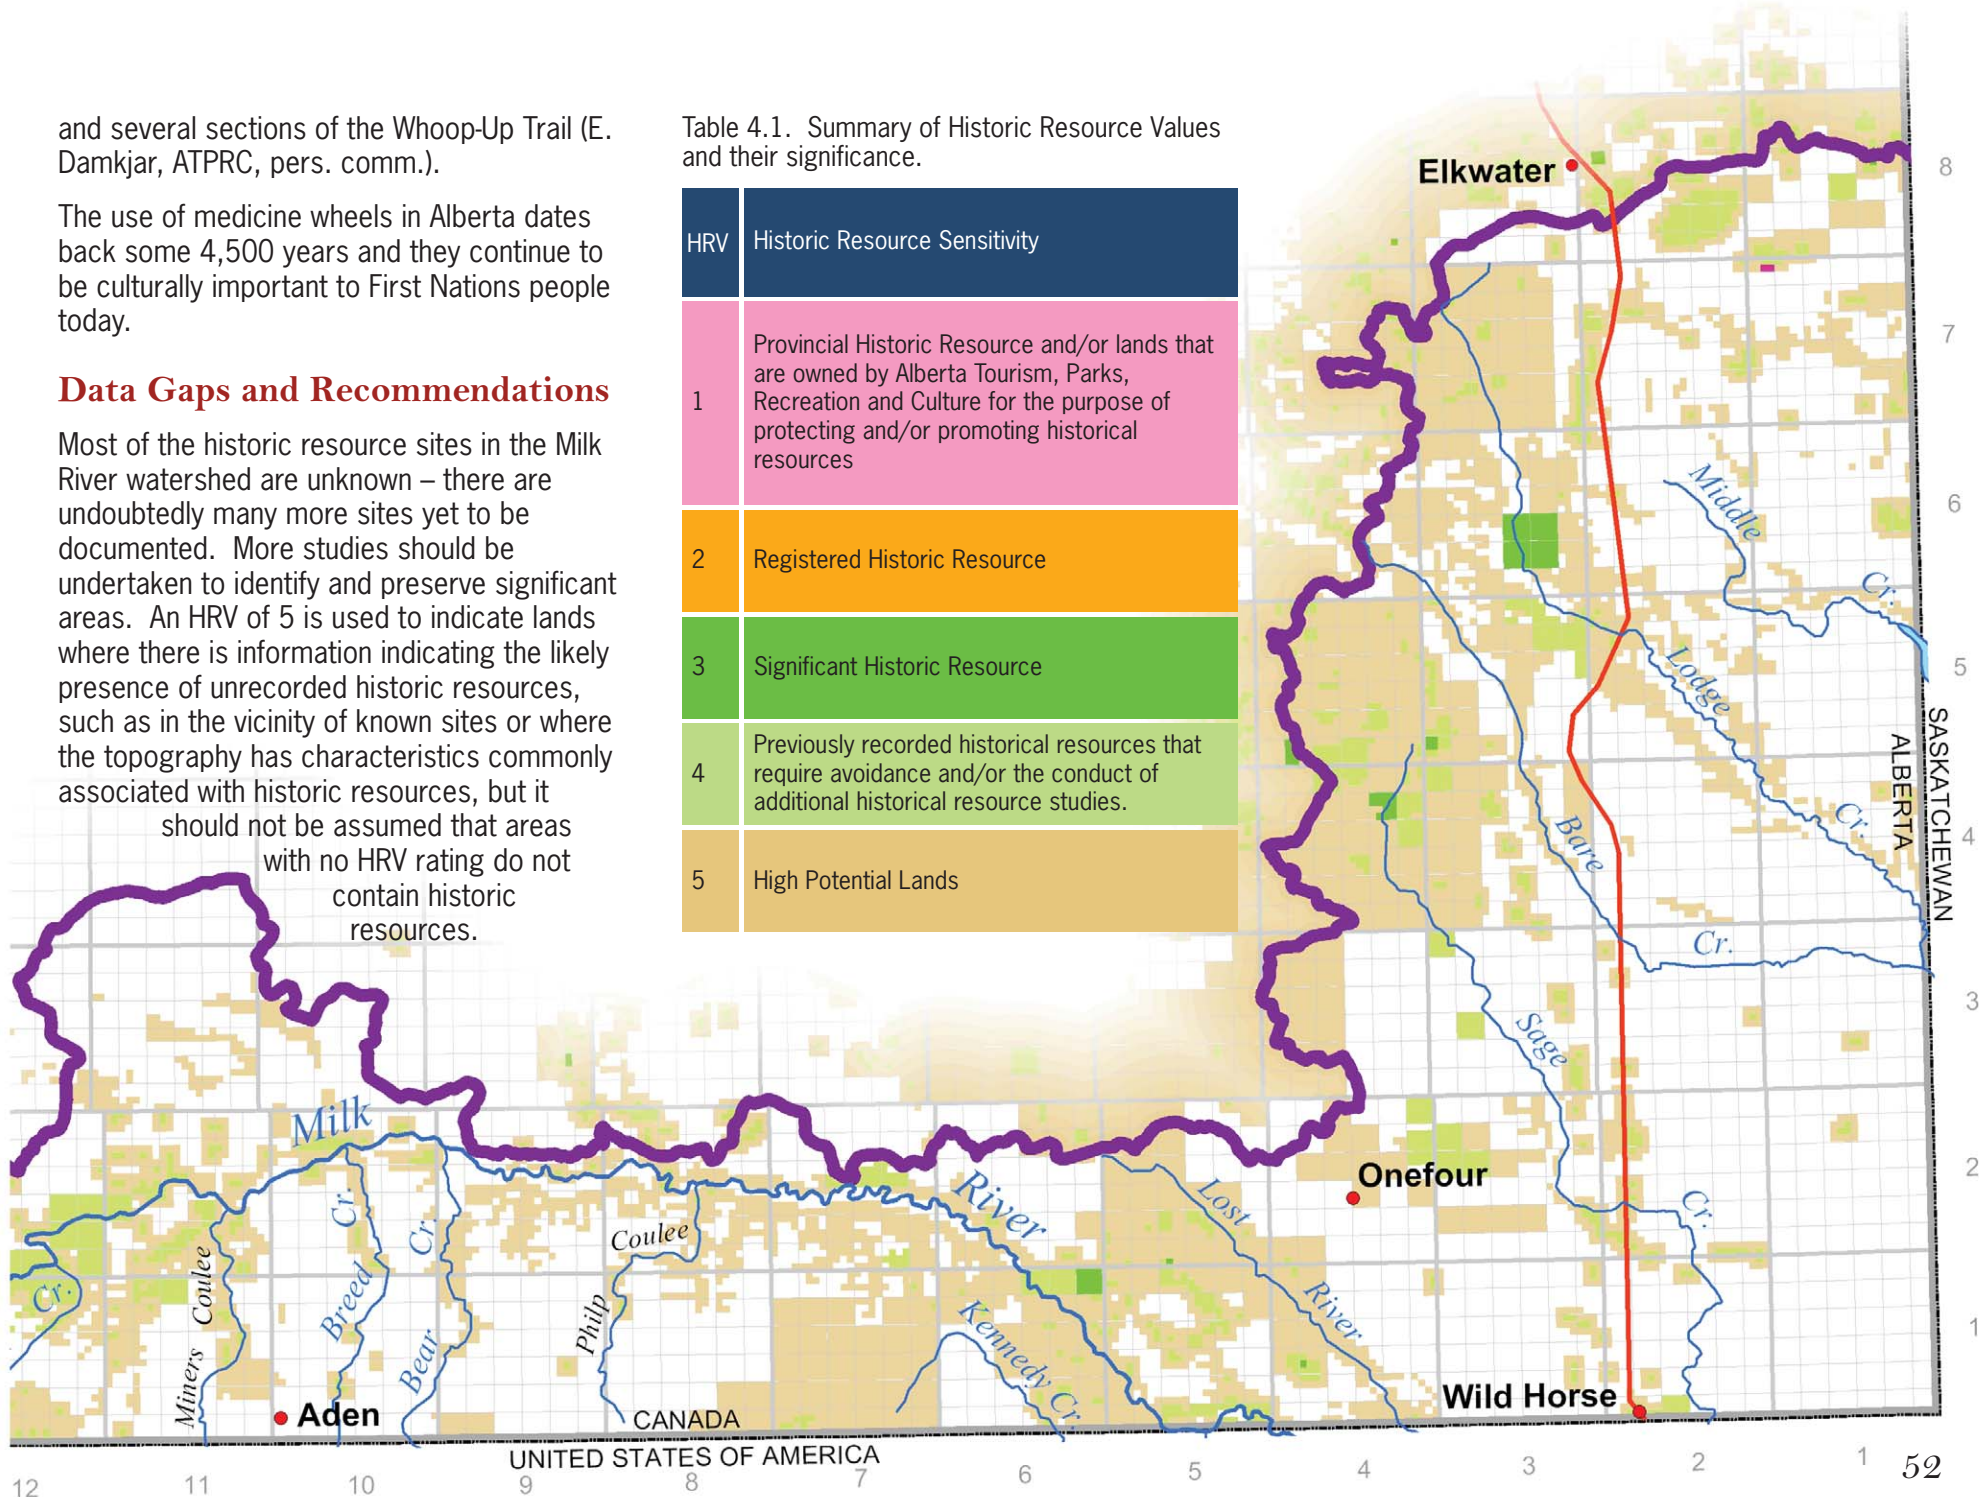 and several sections of the Whoop-Up Trail (E.
Damkjar, ATPRC, pers. comm.).
The use of medicine wheels in Alberta dates
back some 4,500 years and they continue to
be culturally important to First Nations people
today.
Data Gaps and Recommendations
Most of the historic resource sites in the Milk
River watershed are unknown – there are
undoubtedly many more sites yet to be
documented. More studies should be
undertaken to identify and preserve significant
areas. An HRV of 5 is used to indicate lands
where there is information indicating the likely
presence of unrecorded historic resources,
such as in the vicinity of known sites or where
the topography has characteristics commonly
associated with historic resources, but it
should not be assumed that areas
with no HRV rating do not
contain historic
resources.
Table 4.1. Summary of Historic Resource Values
and their significance.
HRV Historic Resource Sensitivity
1
Provincial Historic Resource and/or lands that
are owned by Alberta Tourism, Parks,
Recreation and Culture for the purpose of
protecting and/or promoting historical
resources
2 Registered Historic Resource
3 Significant Historic Resource
4
Previously recorded historical resources that
require avoidance and/or the conduct of
additional historical resource studies.
5 High Potential Lands
Elkwater
Middle
Cr.
Lodge
Cr.
Bare
Cr.
Sage
Cr.
SASKATCHEWAN
ALBERTA
8
7
6
5
4
3
2
1
Milk
River
Cr.
Miners Coulee
Breed Cr.
Bear Cr.
Philp Coulee
Kennedy Cr.
Lost River
Onefour
Wild Horse
Aden
CANADA
UNITED STATES OF AMERICA
12 11 10 9 8 7 6 5 4 3 2 1
52